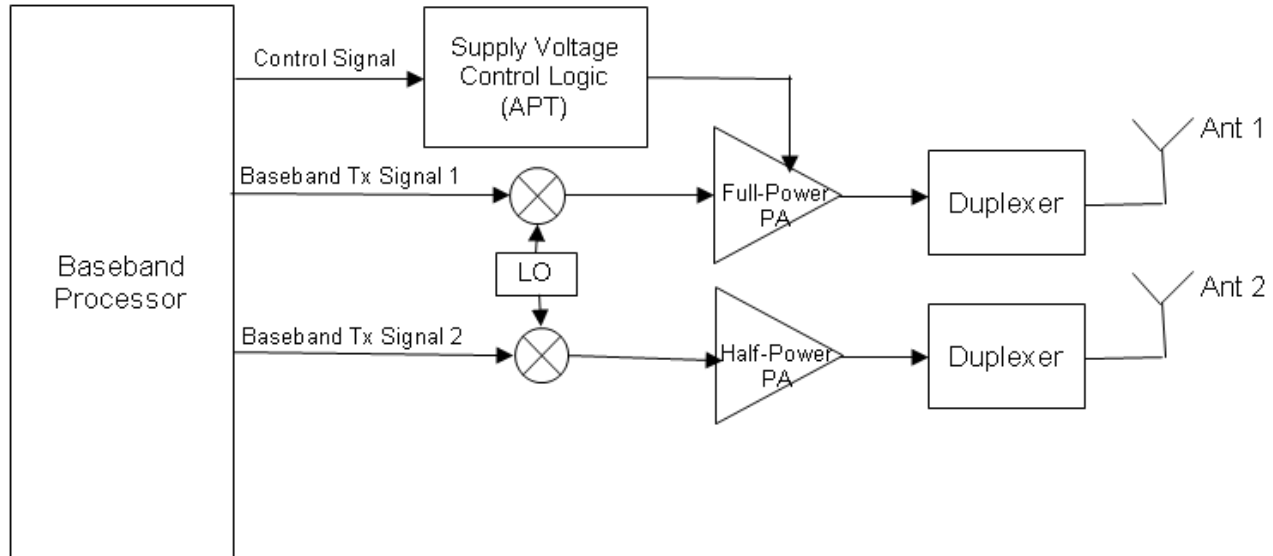 Control Signal
Supply Voltage
Control Logic
(APT)
Ant 1
Baseband Tx Signal 1
Full-Power
PA
Duplexer
Baseband
Processor
LO
Ant 2
Baseband Tx Signal 2
Half-Power
PA
Duplexer